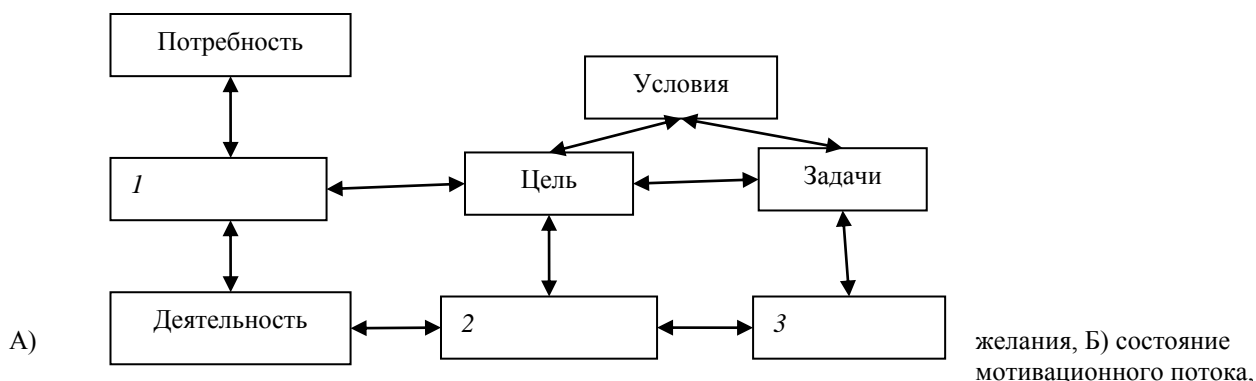 Потребность
Условия
1
Цель
Задачи
Деятельность
2
3
А) желания, Б) состояние
мотивационного потока,